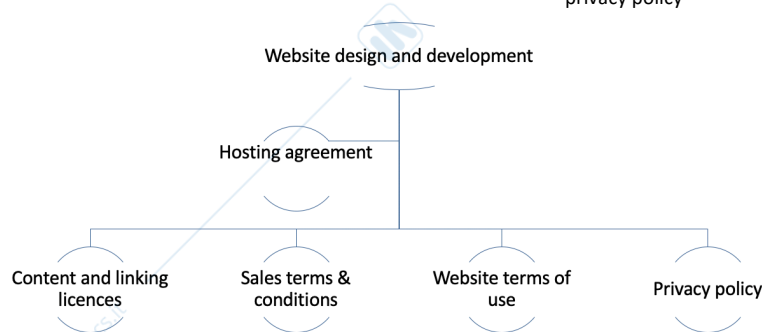 privacy policy
Website design and development
Hosting agreement
Content and linking
licences
Sales terms &
conditions
Website terms of
use
Privacy policy